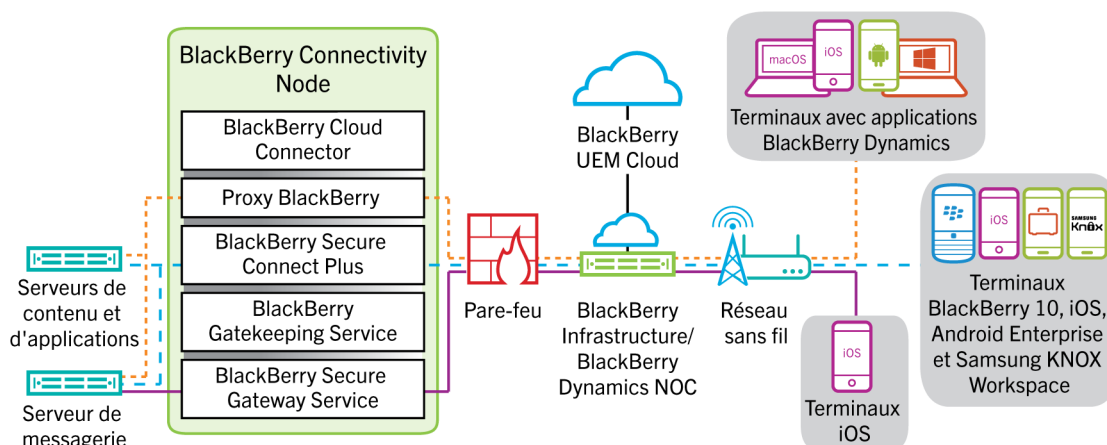 BlackBerry Connectivity
Node
BlackBerry Cloud
Connector
Proxy BlackBerry
BlackBerry Secure
Connect Plus
BlackBerry
Gatekeeping Service
BlackBerry Secure
Gateway Service
Serveurs de
contenu et
d'applications
Serveur de
messagerie
Pare-feu
BlackBerry
UEM Cloud
BlackBerry
Infrastructure/
BlackBerry
Dynamics NOC
Réseau
sans fil
macOS
iOS
Terminaux avec applications
BlackBerry Dynamics
iOS
SAMSUNG
Knox
Terminaux
BlackBerry 10, iOS,
Android Enterprise
et Samsung KNOX
Workspace
iOS
Terminaux
iOS